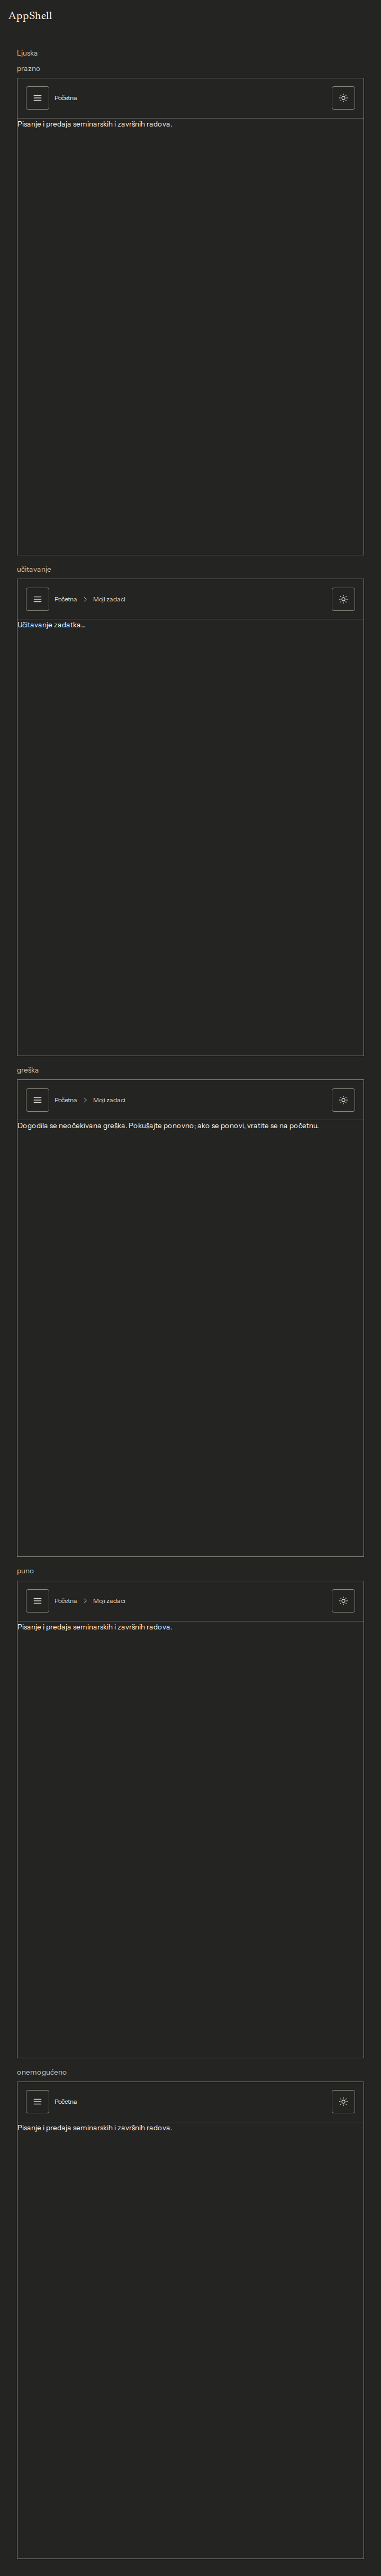 AppShell
Ljuska
prazno
Početna
Pisanje i predaja seminarskih i završnih radova.
učitavanje
Početna > Moji zadaci
Učitavanje zadatka…
greška
Početna > Moji zadaci
Dogodila se neočekivana greška. Pokušajte ponovno; ako se ponovi, vratite se na početnu.
puno
Početna > Moji zadaci
Pisanje i predaja seminarskih i završnih radova.
onemogućeno
Početna
Pisanje i predaja seminarskih i završnih radova.